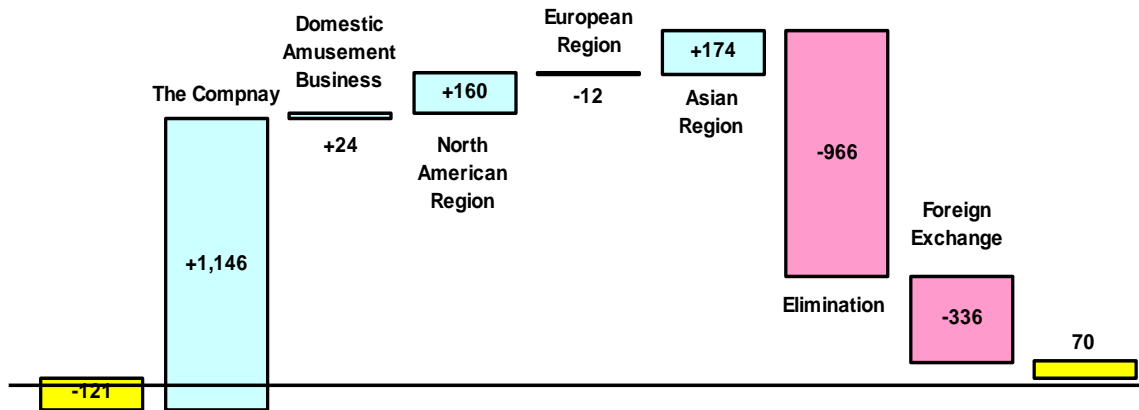 -121
The Compnay
+1,146
Domestic
Amusement
Business
+24
+160
North
American
Region
European
Region
-12
+174
Asian
Region
-966
Elimination
Foreign
Exchange
-336
70